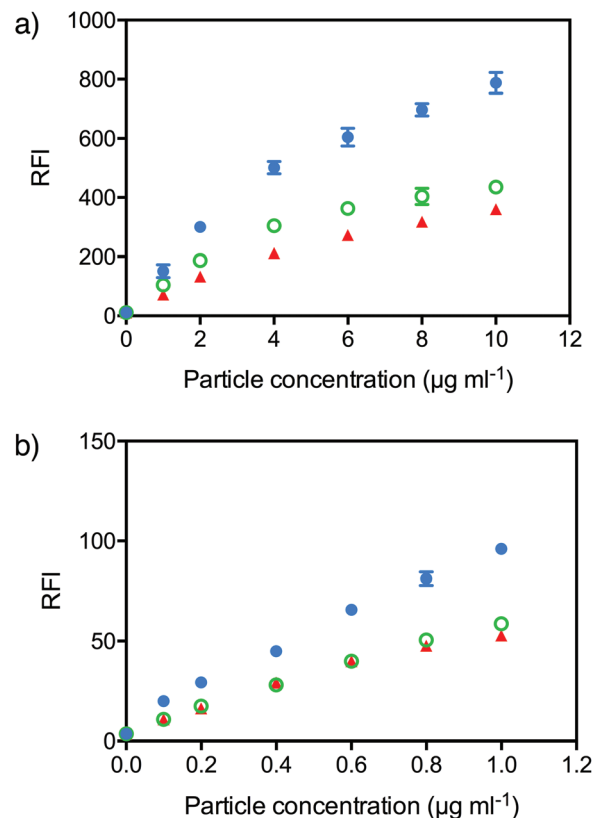 a)
1000
800
600
400
200
0
RFI
0 2 4 6 8 10 12
Particle concentration (µg ml-1)
b)
150
100
50
0
RFI
0.0 0.2 0.4 0.6 0.8 1.0 1.2
Particle concentration (µg ml-1)